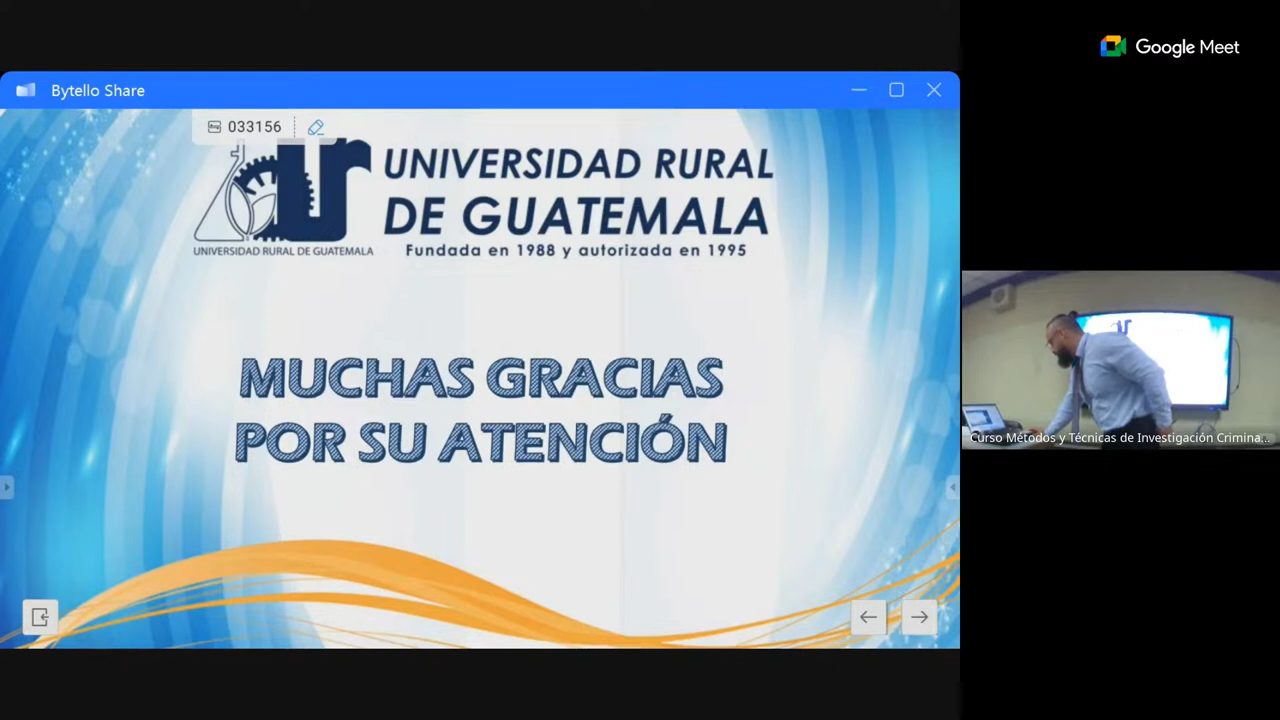 Google Meet
Bytello Share
033156
UNIVERSIDAD RURAL
DE GUATEMALA
Fundada en 1988 y autorizada en 1995
UNIVERSIDAD RURAL DE GUATEMALA
MUCHAS GRACIAS
POR SU ATENCIÓN
Curso Métodos y Técnicas de Investigación Crimina...